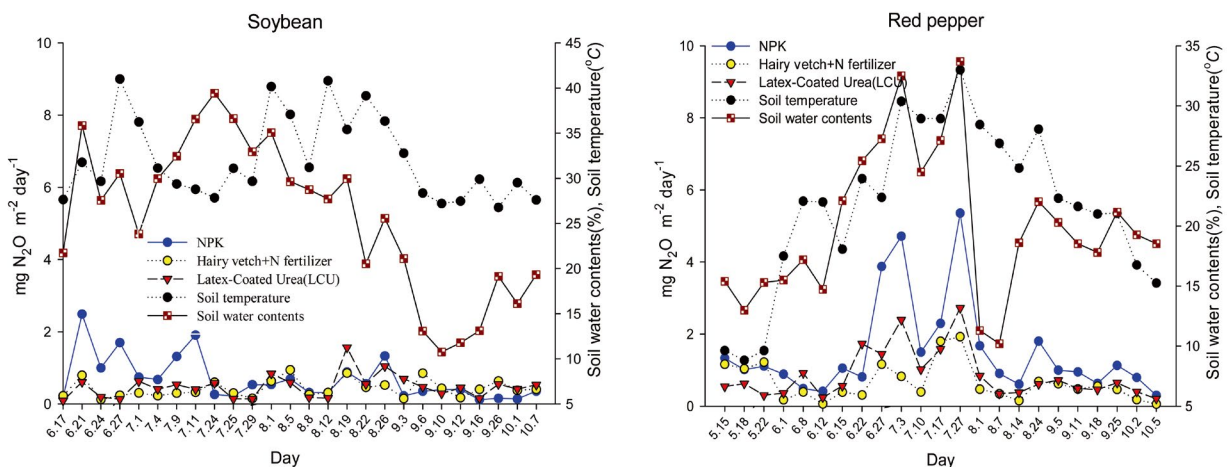 Soybean
10
8
6
4
2
0
mg N₂O m⁻² day⁻¹
45
40
35
30
25
20
15
10
5
Soil water contents(%), Soil temperature(°C)
NPK
Hairy vetch+N fertilizer
Latex-Coated Urea(LCU)
Soil temperature
Soil water contents
6.17 6.21 6.24 6.27 7.1 7.4 7.9 7.11 7.24 7.25 7.29 8.1 8.5 8.8 8.12 8.19 8.22 8.26 9.3 9.6 9.10 9.12 9.16 9.26 10.1 10.7
Day
Red pepper
10
8
6
4
2
0
mg N₂O m⁻² day⁻¹
35
30
25
20
15
10
5
Soil water contents(%), Soil temperature(°C)
NPK
Hairy vetch+N fertilizer
Latex-Coated Urea(LCU)
Soil temperature
Soil water contents
5.15 5.18 5.22 6.1 6.8 6.12 6.15 6.22 6.27 7.3 7.10 7.17 7.27 8.1 8.7 8.14 8.24 9.5 9.11 9.18 9.25 10.2 10.5
Day